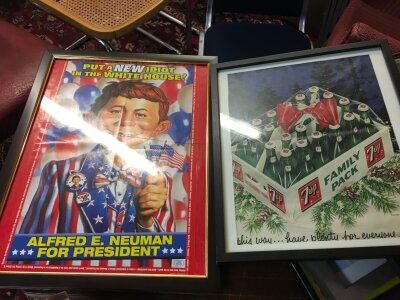 PUT A NEW IDIOT
IN THE WHITE HOUSE!
ALFRED E. NEUMAN
FOR PRESIDENT
7up
FAMILY
PACK
7up
this way... have plenty for everyone